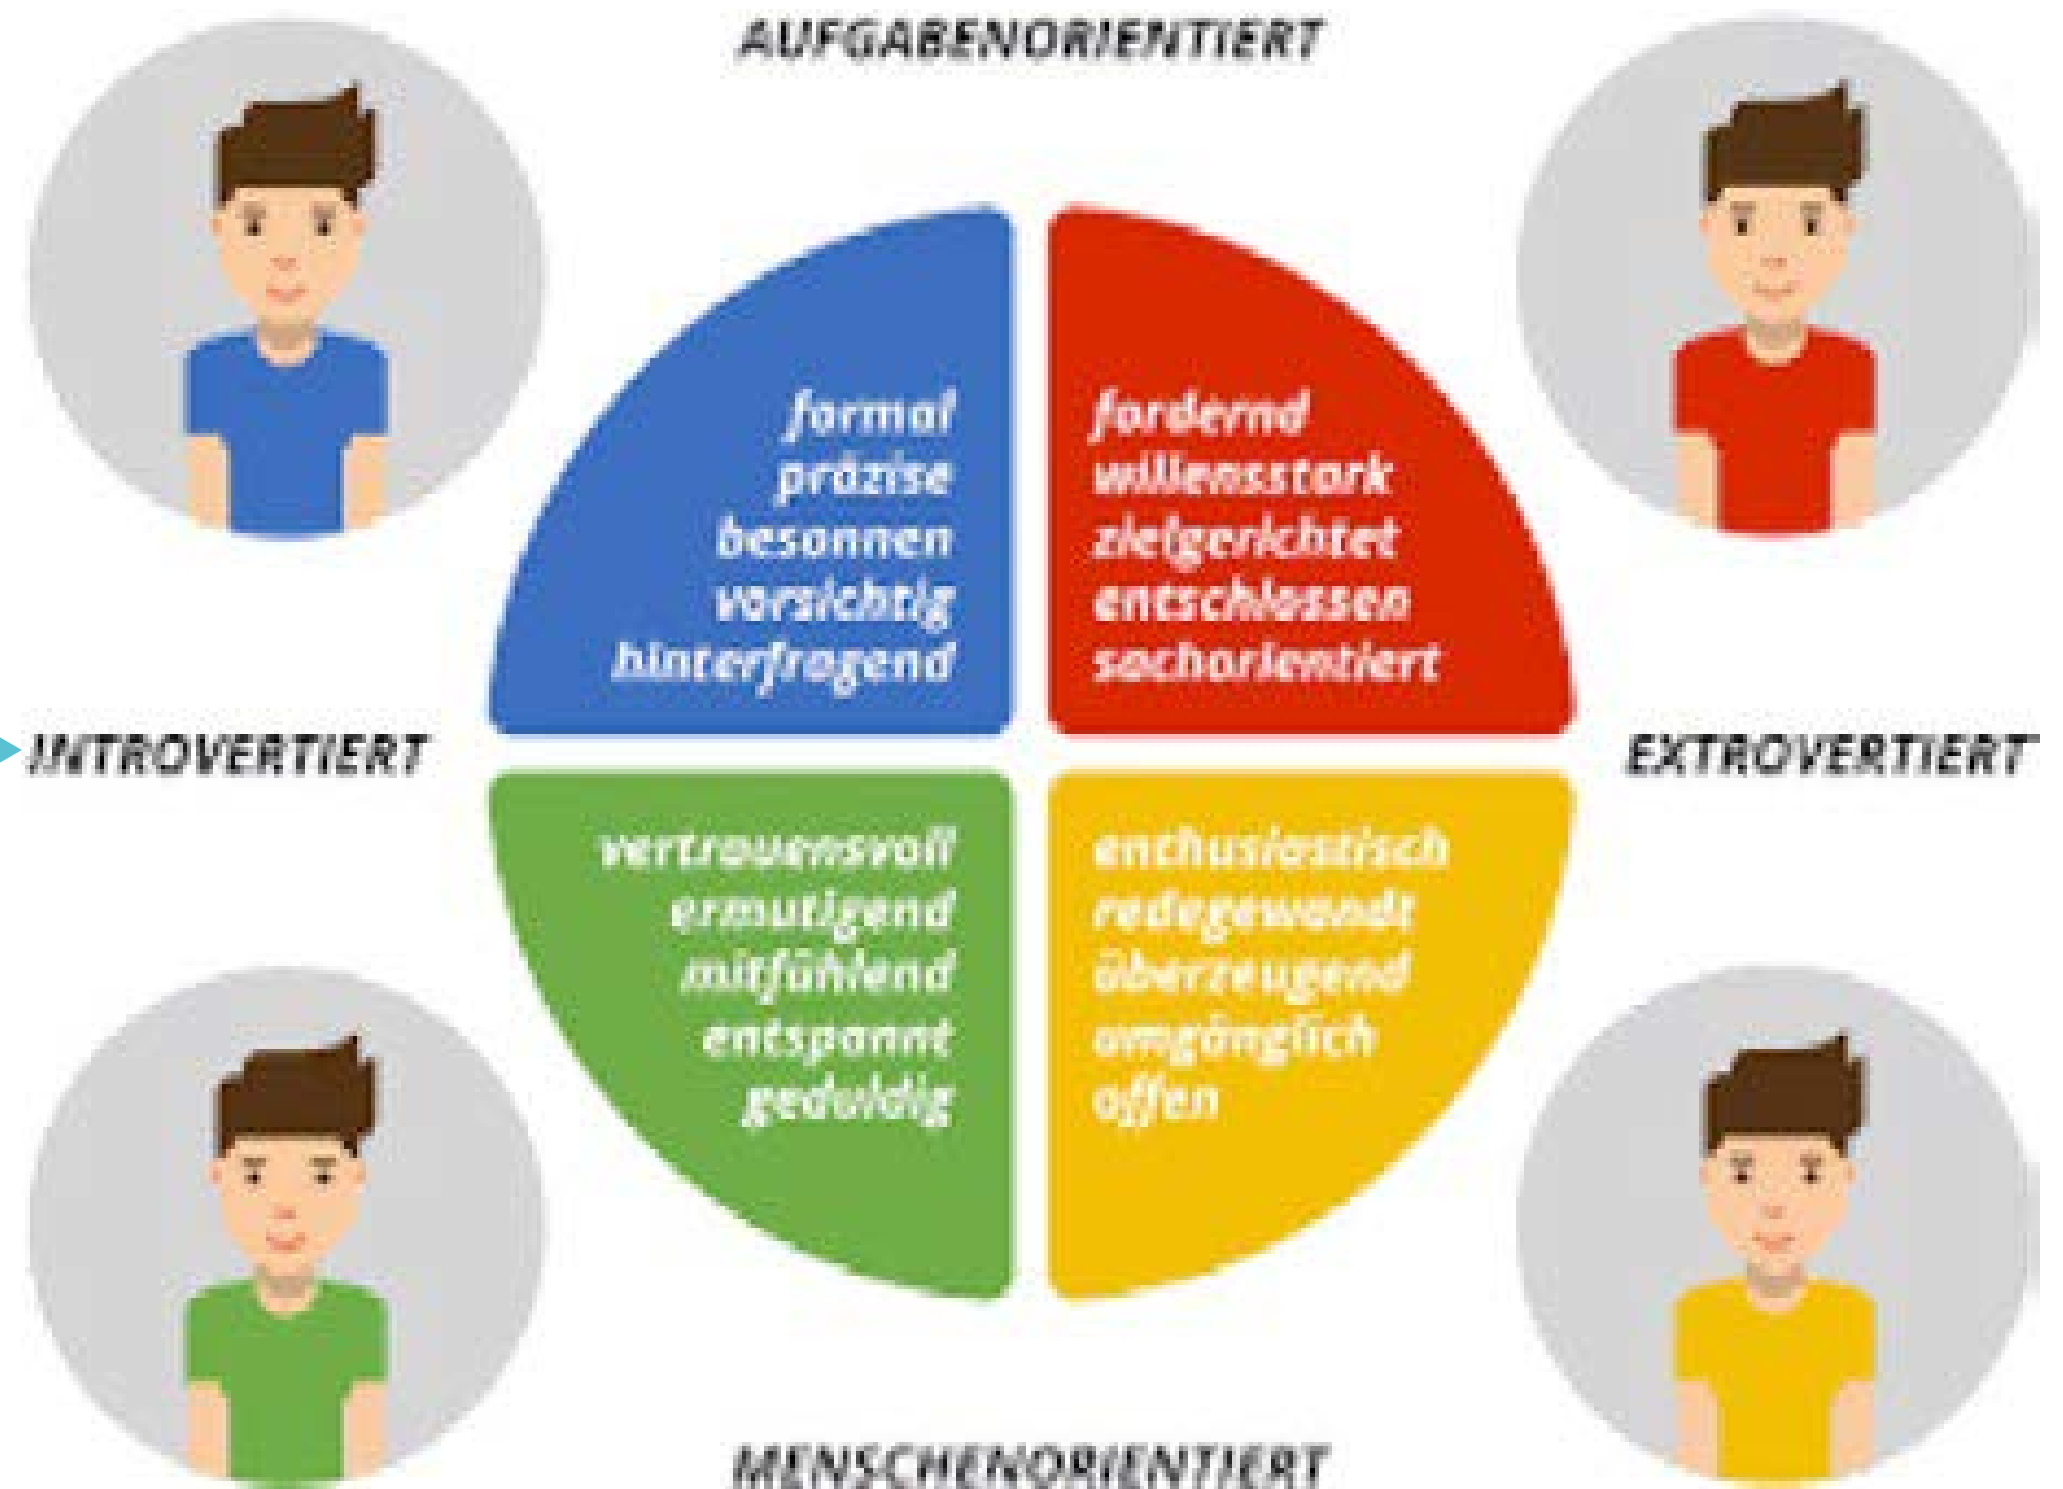 AUFGABENORIENTIERT
formal
präzise
besonnen
vorsichtig
hinterfragend
fordernd
willensstark
zielgerichtet
entschlossen
sachorientiert
INTROVERTIERT
EXTROVERTIERT
vertrauensvoll
ermutigend
mitfühlend
entspannt
geduldig
enthusiastisch
redegewandt
überzeugend
umgänglich
offen
MENSCHENORIENTIERT